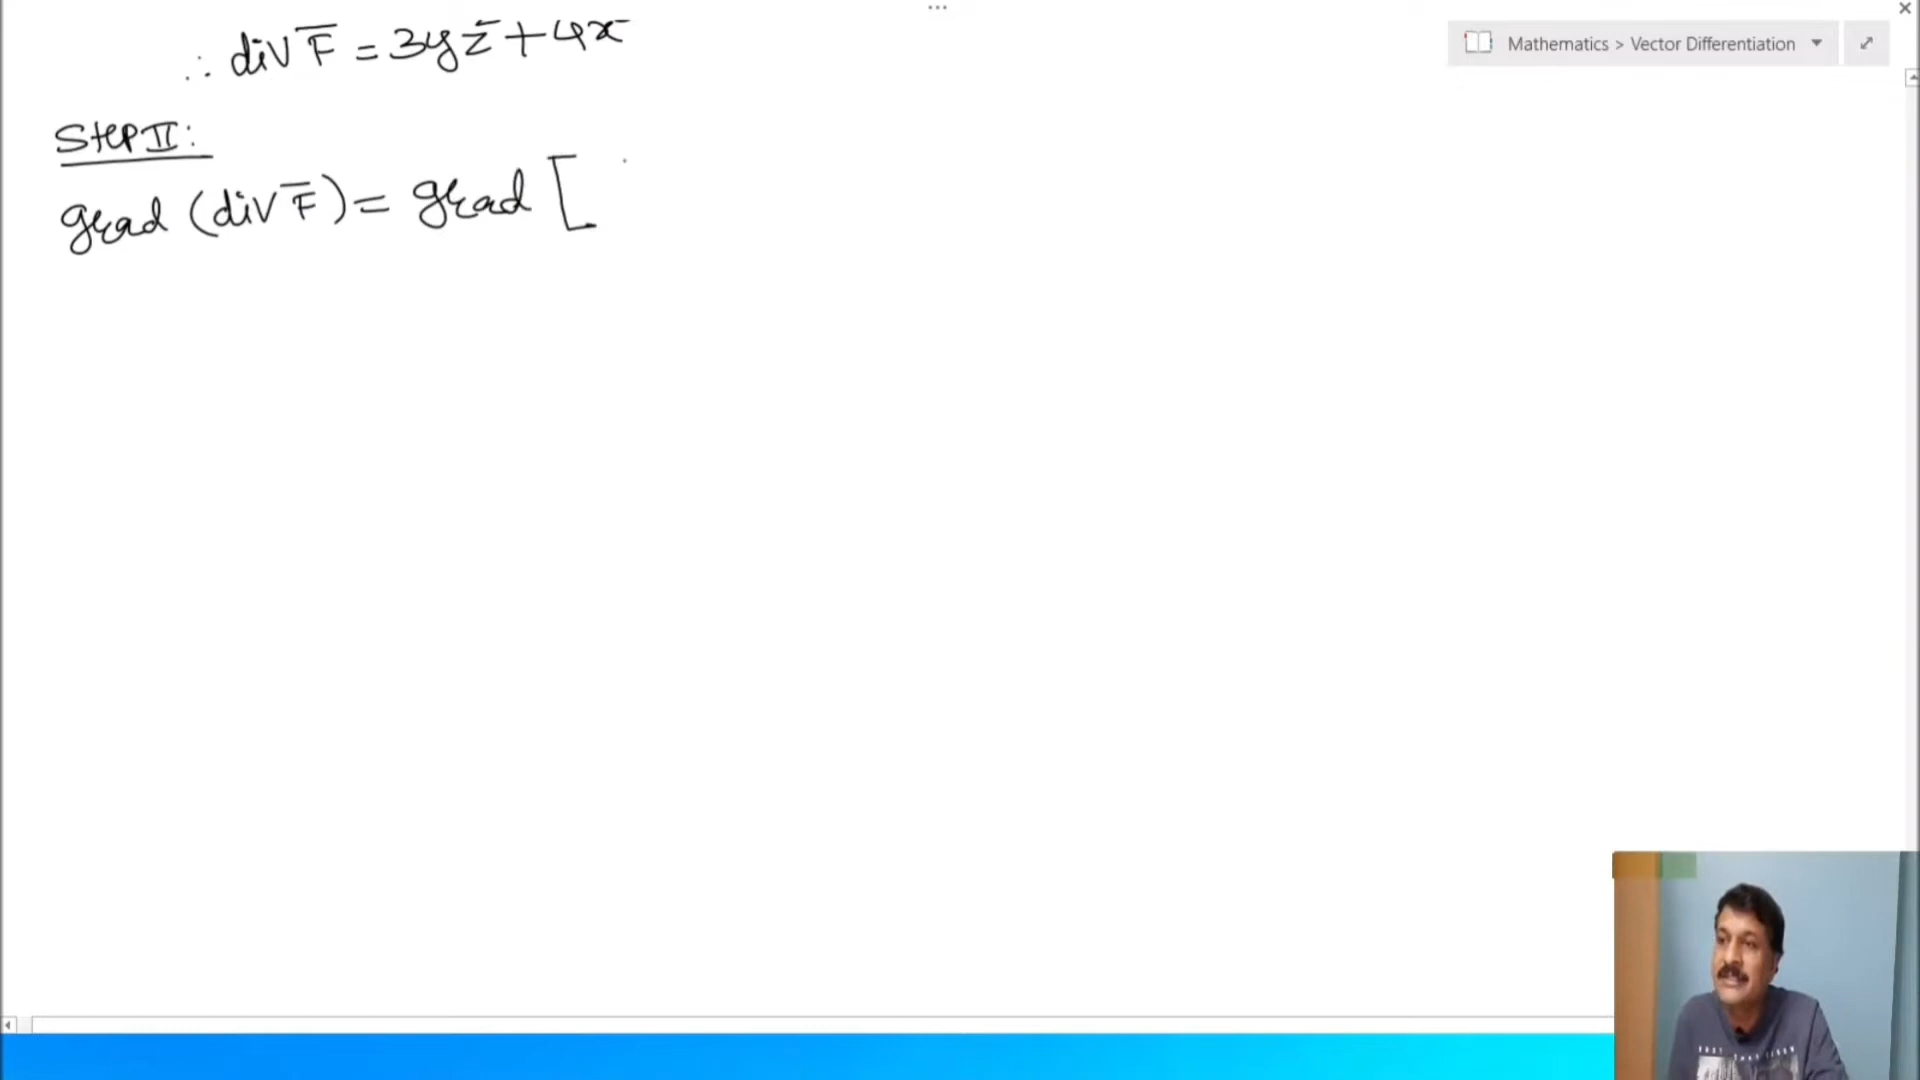 ∴ div F̅ = 3yz + 4x
Mathematics > Vector Differentiation
Step II:
grad (div F̅) = grad [